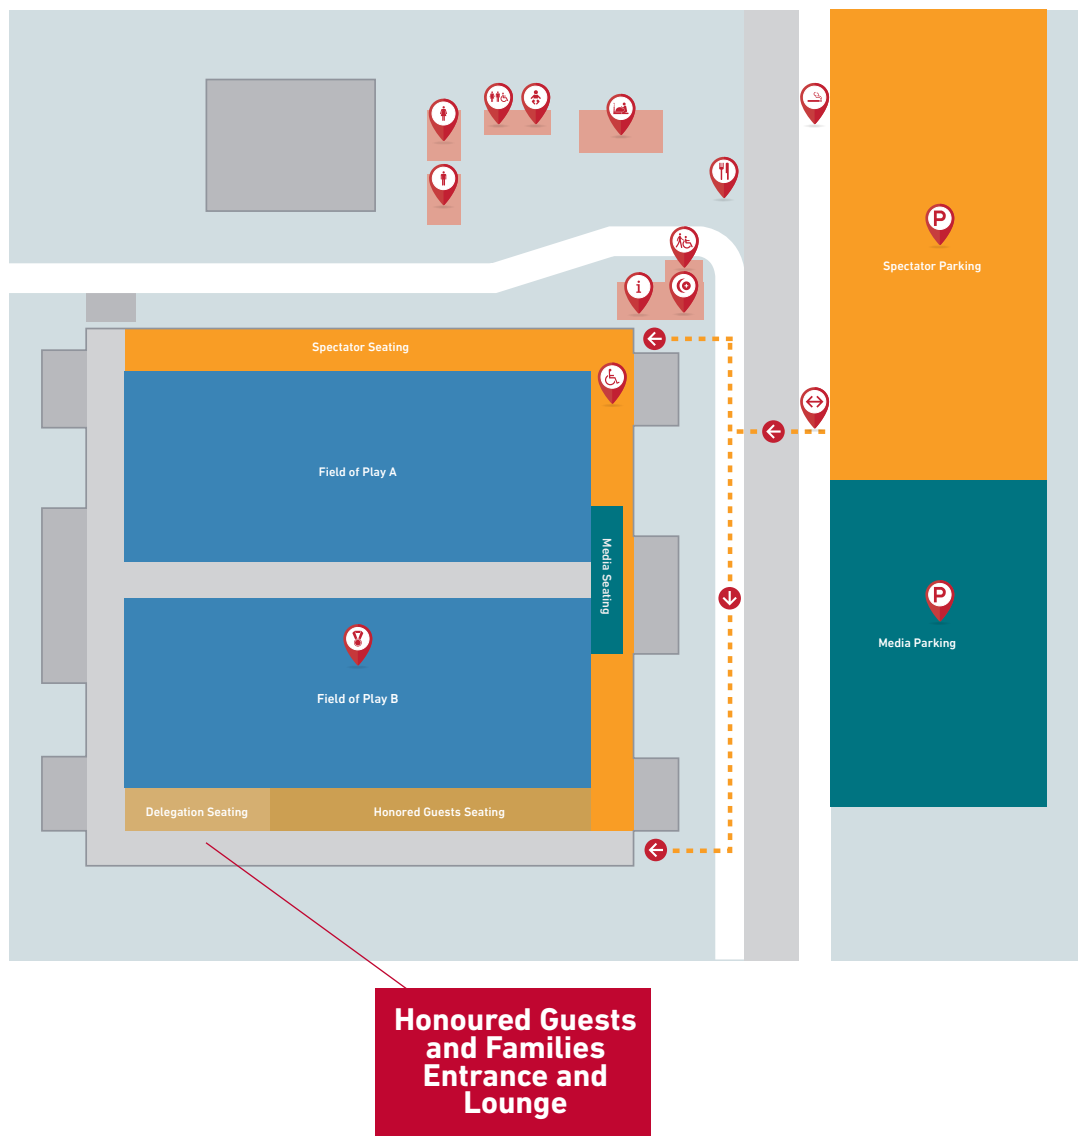 P
Spectator Parking
i
Spectator Seating
Field of Play A
Media Seating
P
Media Parking
Field of Play B
Delegation Seating
Honored Guests Seating
Honoured Guests
and Families
Entrance and
Lounge